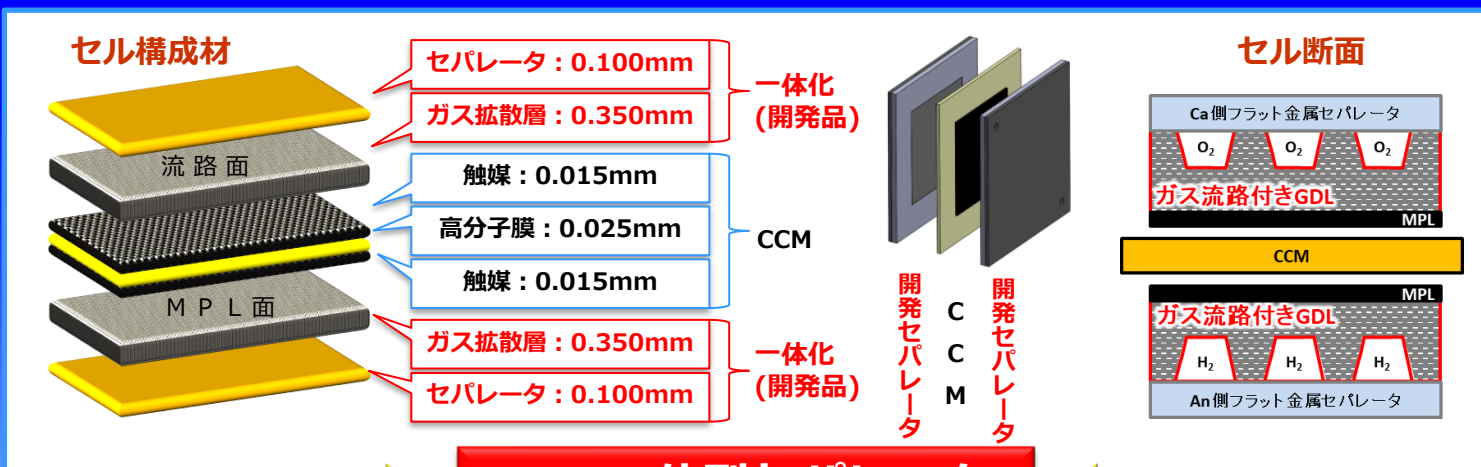 セル構成材
セパレータ：0.100mm
ガス拡散層：0.350mm
一体化
(開発品)
流路面
触媒：0.015mm
高分子膜：0.025mm
触媒：0.015mm
CCM
MPL面
ガス拡散層：0.350mm
セパレータ：0.100mm
一体化
(開発品)
開発セパレータ
CCM
開発セパレータ
セル断面
Ca側フラット金属セパレータ
O₂ O₂ O₂
ガス流路付きGDL
MPL
CCM
MPL
ガス流路付きGDL
H₂ H₂ H₂
An側フラット金属セパレータ